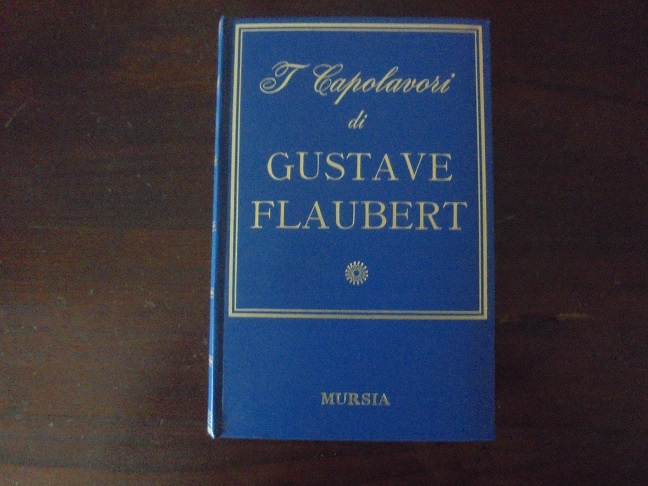 I Capolavori
di
GUSTAVE
FLAUBERT
MURSIA